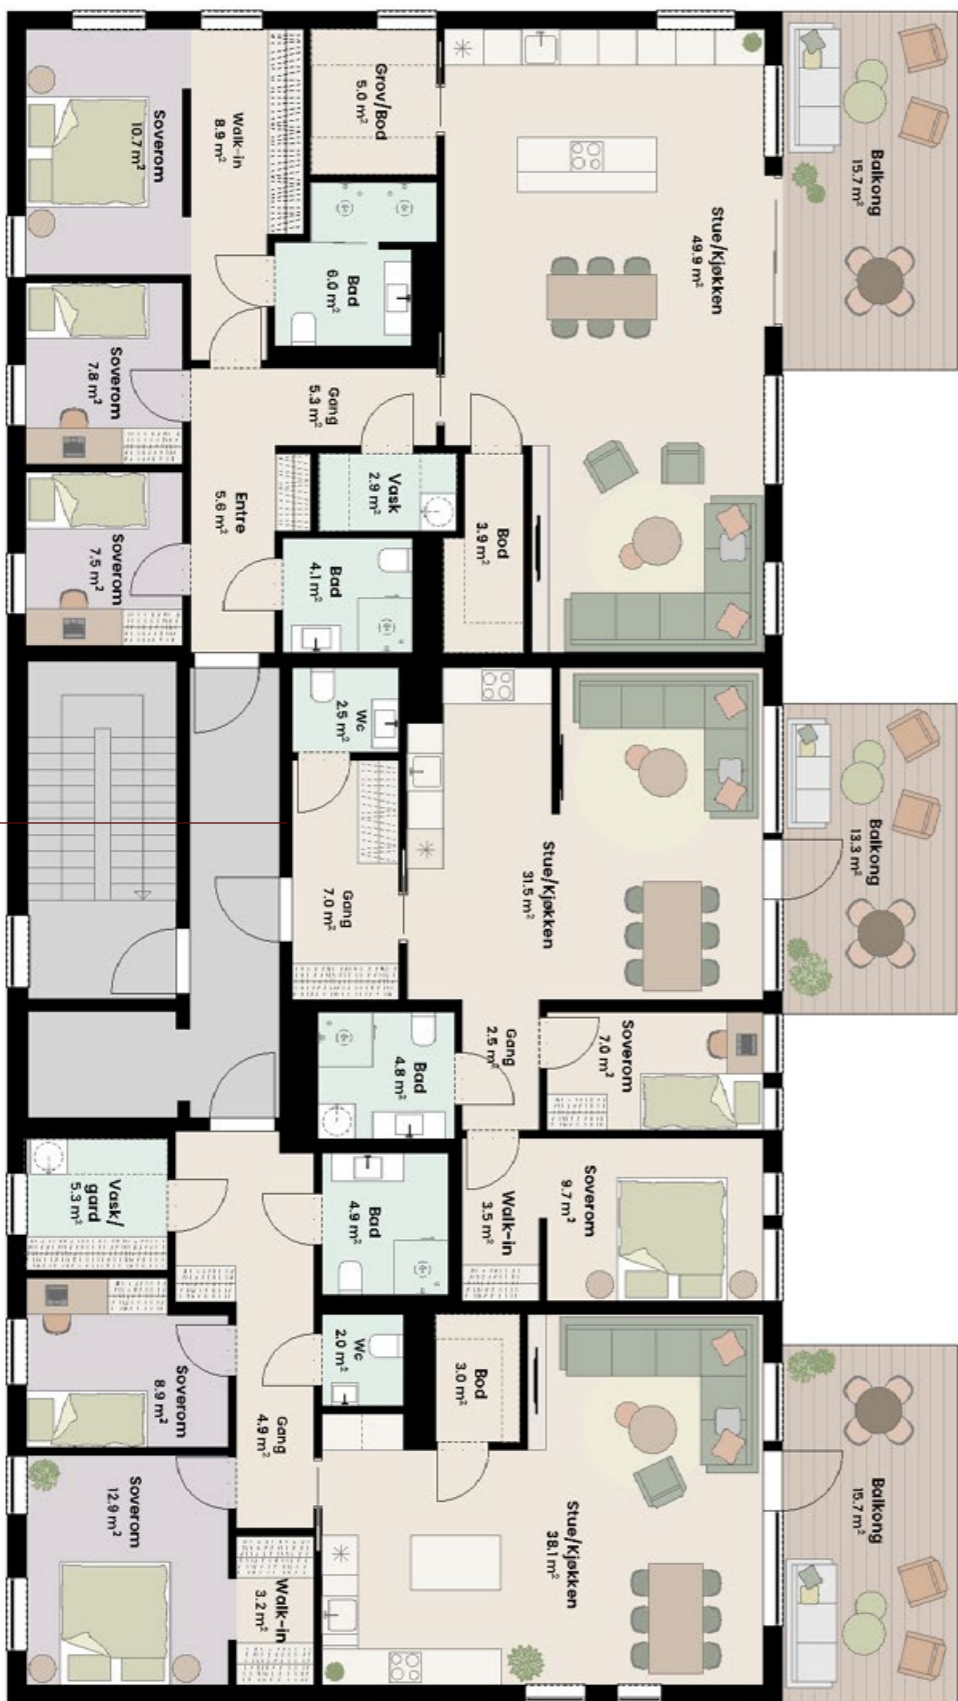 Soverom
10.7 m²
Walk-in
8.9 m²
Grov/Bod
5.0 m²
Stue/Kjøkken
49.9 m²
Balkong
15.7 m²
Bad
6.0 m²
Soverom
7.8 m²
Gang
5.3 m²
Entre
5.6 m²
Vask
2.9 m²
Bod
3.9 m²
Soverom
7.5 m²
Bad
4.1 m²
Wc
2.5 m²
Gang
7.0 m²
Stue/Kjøkken
31.5 m²
Balkong
13.3 m²
Bad
4.8 m²
Gang
2.5 m²
Soverom
7.0 m²
Walk-in
3.5 m²
Soverom
9.7 m²
Vask/
gard
5.3 m²
Bad
4.9 m²
Wc
2.0 m²
Bod
3.0 m²
Soverom
8.9 m²
Gang
4.9 m²
Soverom
12.9 m²
Walk-in
3.2 m²
Stue/Kjøkken
38.1 m²
Balkong
15.7 m²